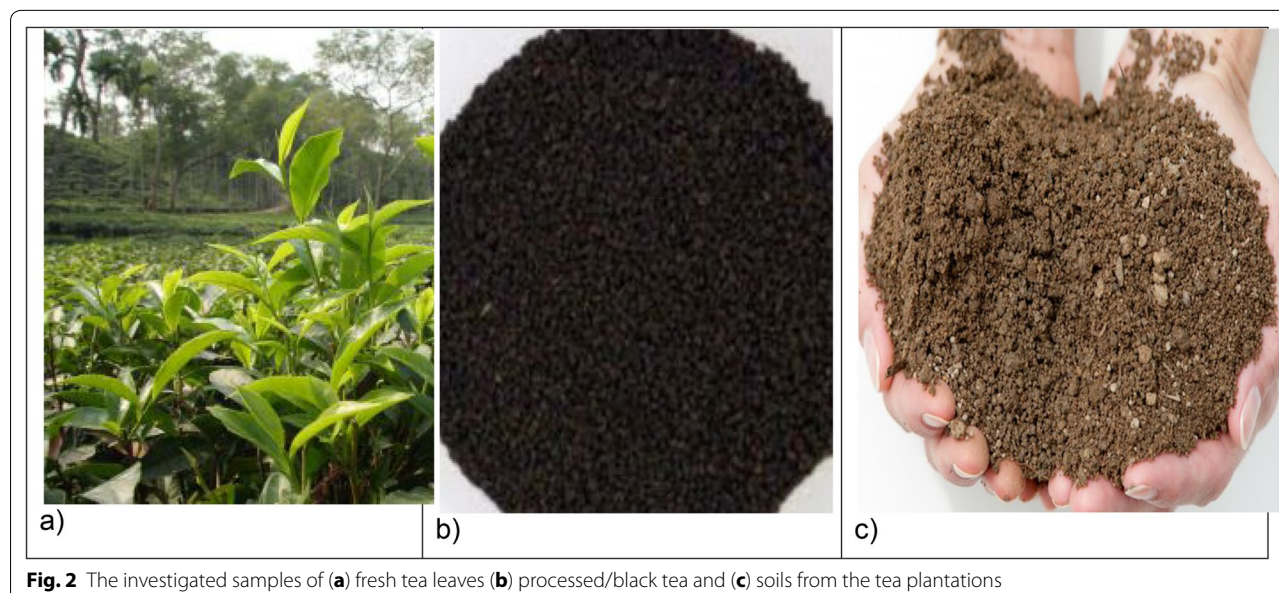 a)
b)
c)
Fig. 2 The investigated samples of (a) fresh tea leaves (b) processed/black tea and (c) soils from the tea plantations